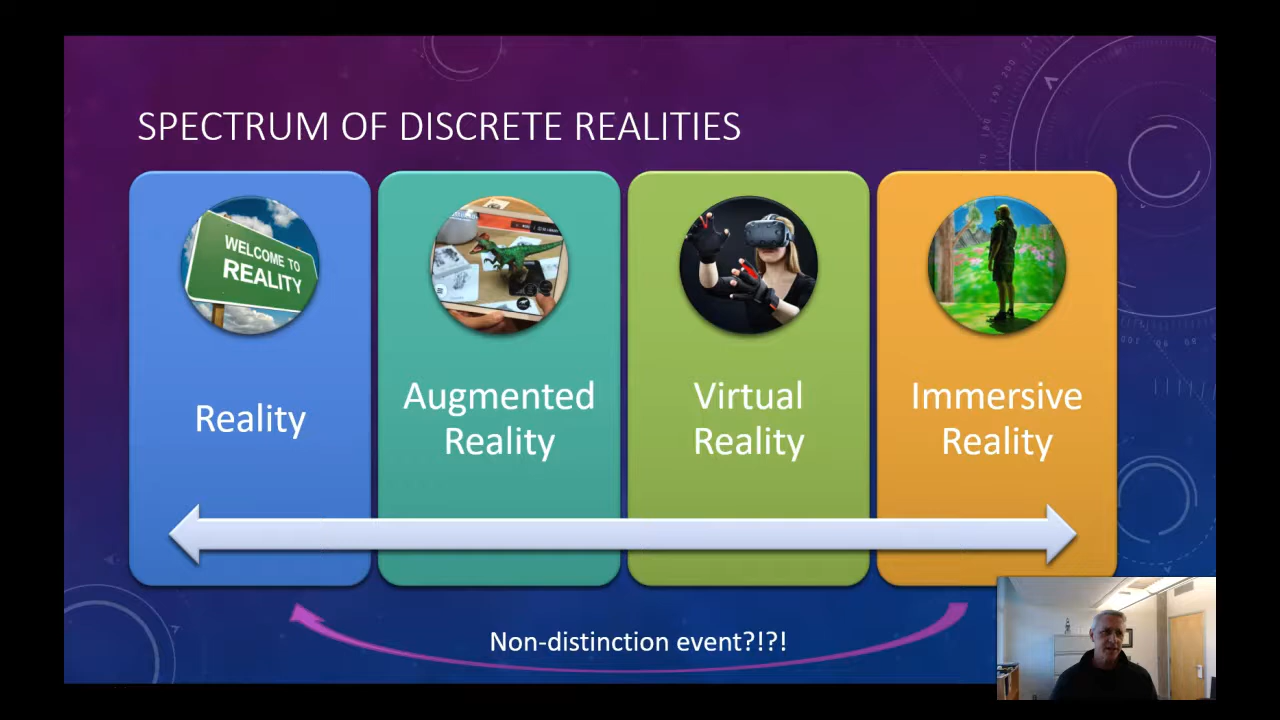 SPECTRUM OF DISCRETE REALITIES
WELCOME TO
REALITY
Reality
Augmented
Reality
Virtual
Reality
Immersive
Reality
Non-distinction event?!?!